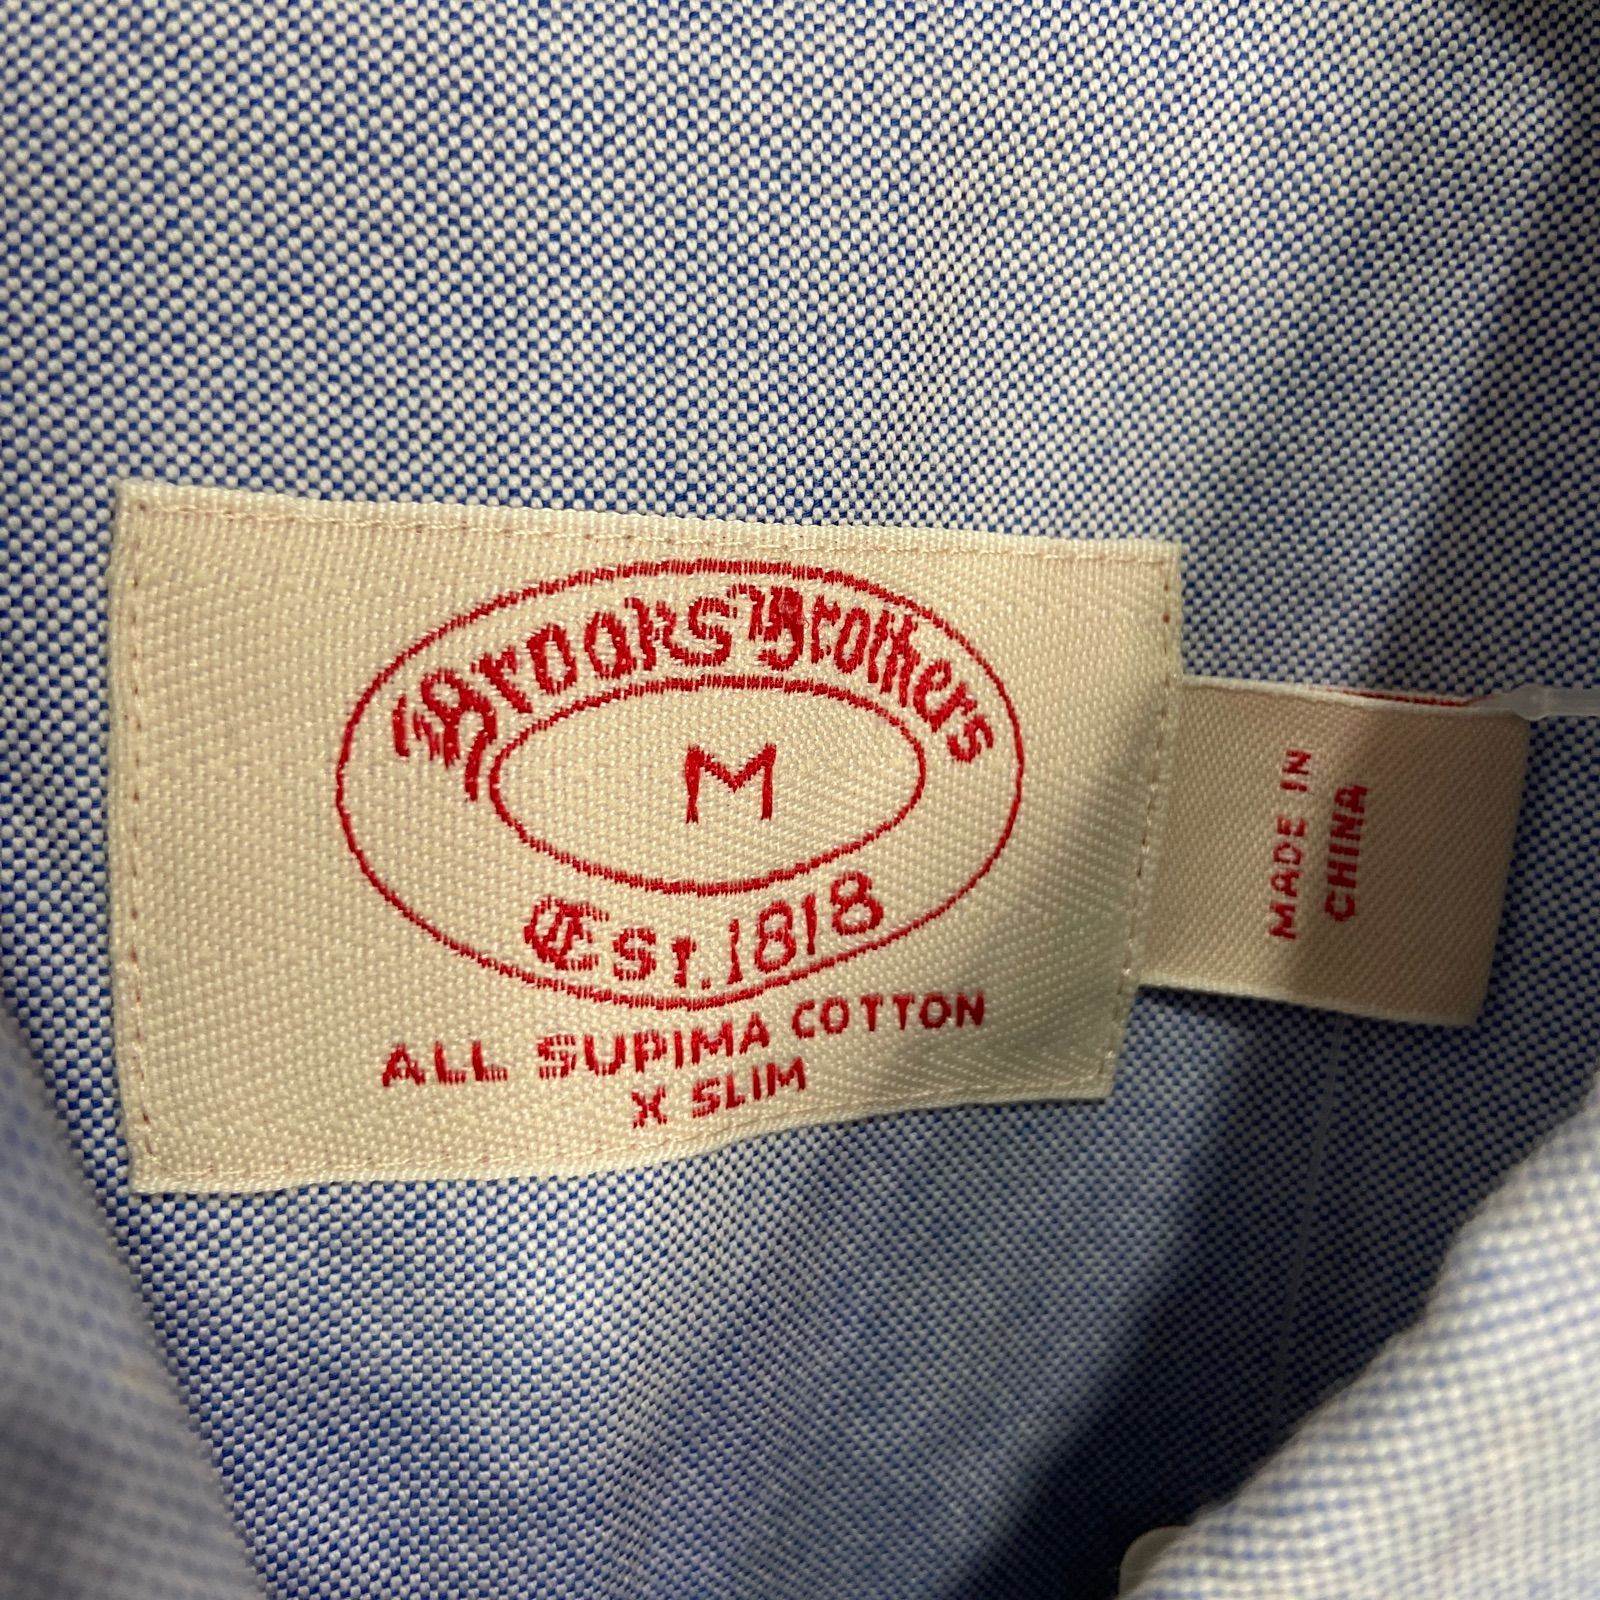 Brooks Brothers
M
Est. 1818
ALL SUPIMA COTTON
X SLIM
MADE IN
CHINA